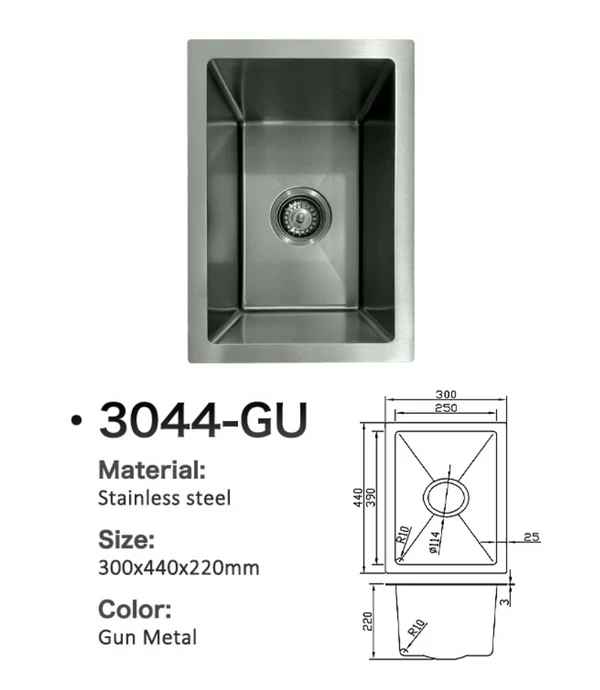 • 3044-GU
Material:
Stainless steel
Size:
300x440x220mm
Color:
Gun Metal
300
250
440
390
R10
ø114
25
220
3
R10